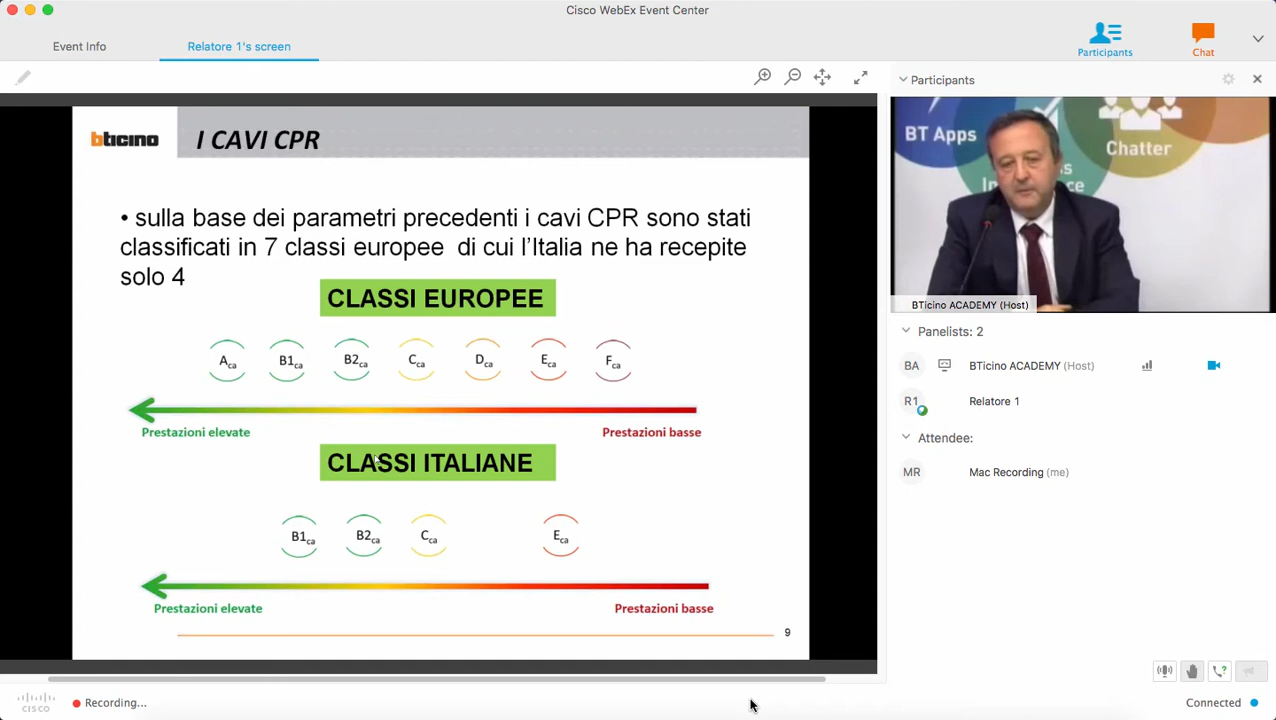 Cisco WebEx Event Center
Event Info
Relatore 1's screen
Participants
Chat
Participants
bticino
I CAVI CPR
• sulla base dei parametri precedenti i cavi CPR sono stati
classificati in 7 classi europee di cui l'Italia ne ha recepite
solo 4
CLASSI EUROPEE
Aca B1ca B2ca Cca Dca Eca Fca
Prestazioni elevate Prestazioni basse
CLASSI ITALIANE
B1ca B2ca Cca Eca
Prestazioni elevate Prestazioni basse
9
BT Apps
Chatter
BTicino ACADEMY (Host)
Panelists: 2
BA BTicino ACADEMY (Host)
R1 Relatore 1
Attendee:
MR Mac Recording (me)
CISCO
Recording...
Connected